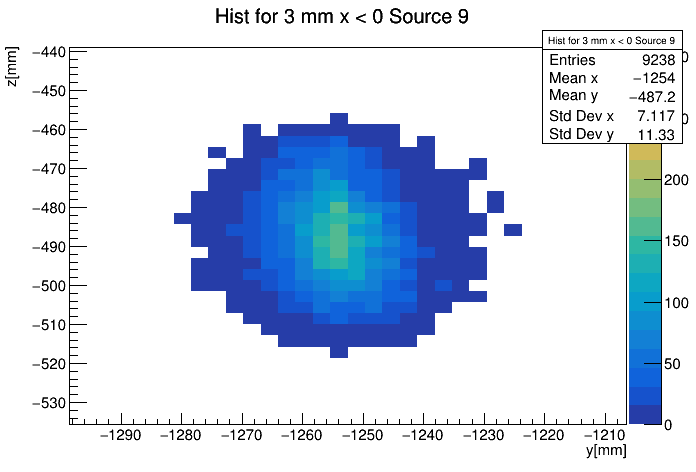 Hist for 3 mm x < 0 Source 9
Hist for 3 mm x < 0 Source 9
Entries 9238
Mean x −1254
Mean y −487.2
Std Dev x 7.117
Std Dev y 11.33
z[mm]
−440
−450
−460
−470
−480
−490
−500
−510
−520
−530
200
150
100
50
0
−1290 −1280 −1270 −1260 −1250 −1240 −1230 −1220 −1210
y[mm]